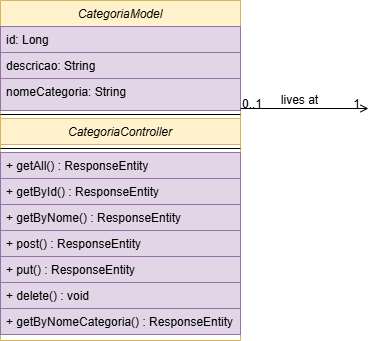 CategoriaModel
id: Long
descricao: String
nomeCategoria: String
0..1 lives at 1
CategoriaController
+ getAll() : ResponseEntity
+ getById() : ResponseEntity
+ getByNome() : ResponseEntity
+ post() : ResponseEntity
+ put() : ResponseEntity
+ delete() : void
+ getByNomeCategoria() : ResponseEntity